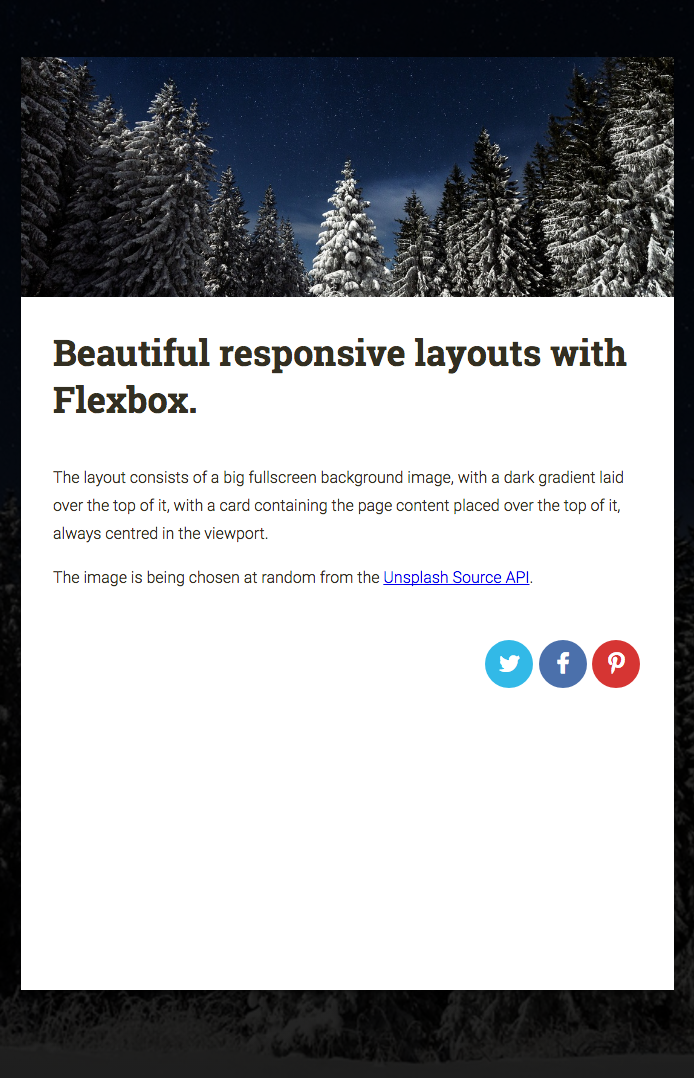 Beautiful responsive layouts with
Flexbox.
The layout consists of a big fullscreen background image, with a dark gradient laid
over the top of it, with a card containing the page content placed over the top of it,
always centred in the viewport.
The image is being chosen at random from the Unsplash Source API.